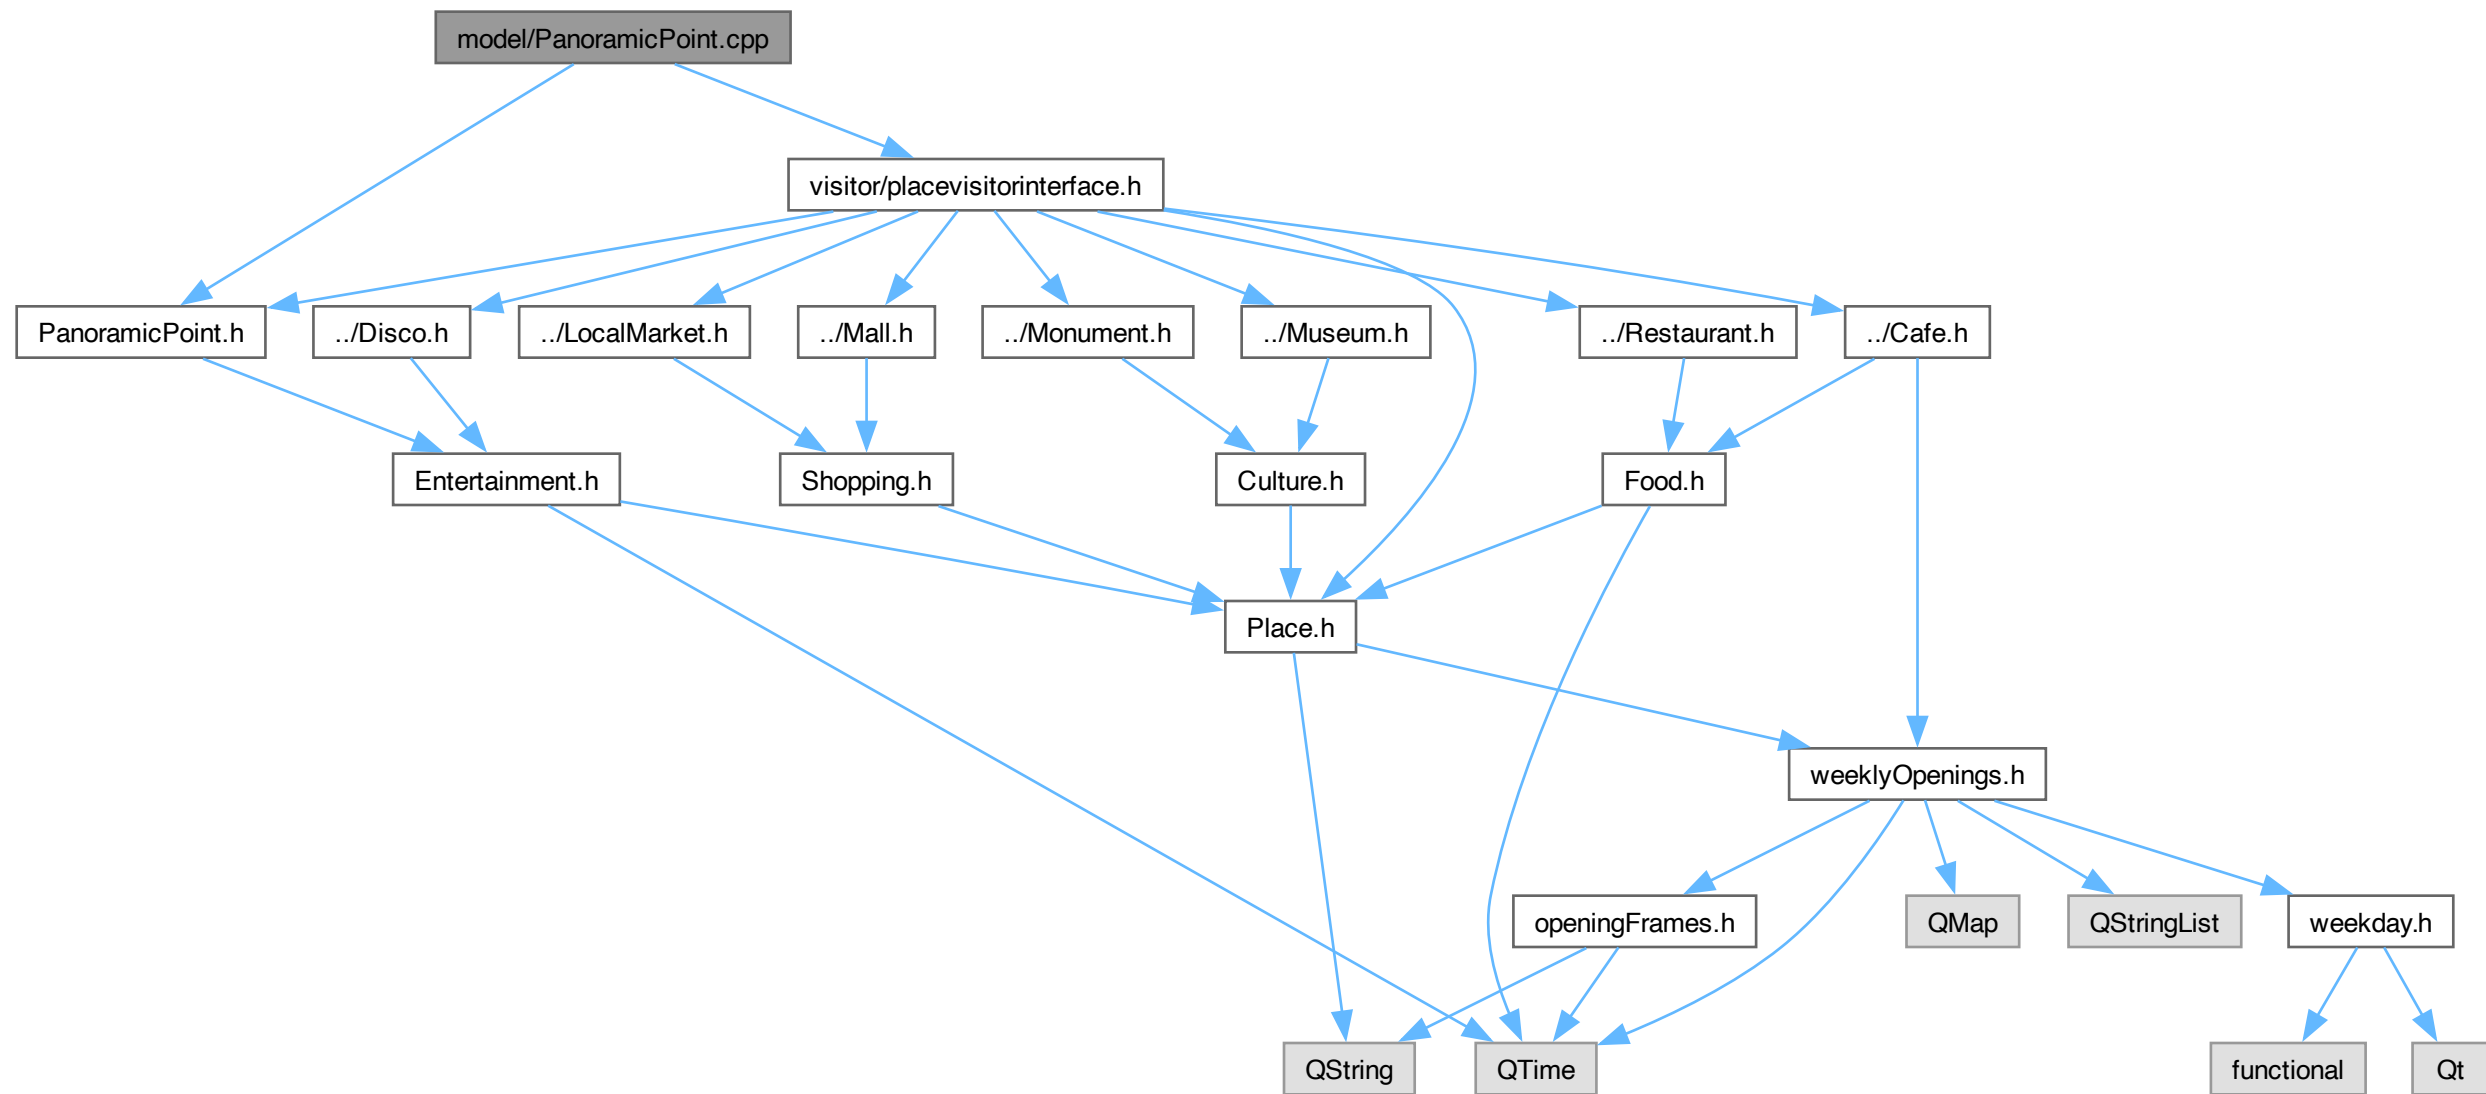 model/PanoramicPoint.cpp
visitor/placevisitorinterface.h
PanoramicPoint.h
../Disco.h
../LocalMarket.h
../Mall.h
../Monument.h
../Museum.h
../Restaurant.h
../Cafe.h
Entertainment.h
Shopping.h
Culture.h
Food.h
Place.h
weeklyOpenings.h
openingFrames.h
QMap
QStringList
weekday.h
QString
QTime
functional
Qt